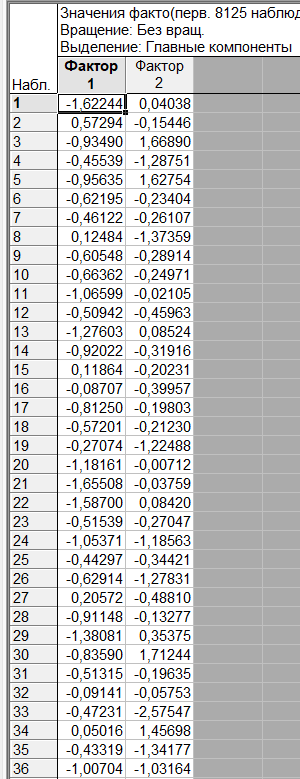 Значения факто(перв. 8125 наблюд
Вращение: Без вращ.
Выделение: Главные компоненты
Набл. Фактор 1 Фактор 2
1 -1,62244 0,04038
2 0,57294 -0,15446
3 -0,93490 1,66890
4 -0,45539 -1,28751
5 -0,95635 1,62754
6 -0,62195 -0,23404
7 -0,46122 -0,26107
8 0,12484 -1,37359
9 -0,60548 -0,28914
10 -0,66362 -0,24971
11 -1,06599 -0,02105
12 -0,50942 -0,45963
13 -1,27603 0,08524
14 -0,92022 -0,31916
15 0,11864 -0,20231
16 -0,08707 -0,39957
17 -0,81250 -0,19803
18 -0,57201 -0,21230
19 -0,27074 -1,22488
20 -1,18161 -0,00712
21 -1,65508 -0,03759
22 -1,58700 0,08420
23 -0,51539 -0,27047
24 -1,05371 -1,18563
25 -0,44297 -0,34421
26 -0,62914 -1,27831
27 0,20572 -0,48810
28 -0,91148 -0,13277
29 -1,38081 0,35375
30 -0,83590 1,71244
31 -0,51315 -0,19635
32 -0,09141 -0,05753
33 -0,47231 -2,57547
34 0,05016 1,45698
35 -0,43319 -1,34177
36 -1,00704 -1,03164